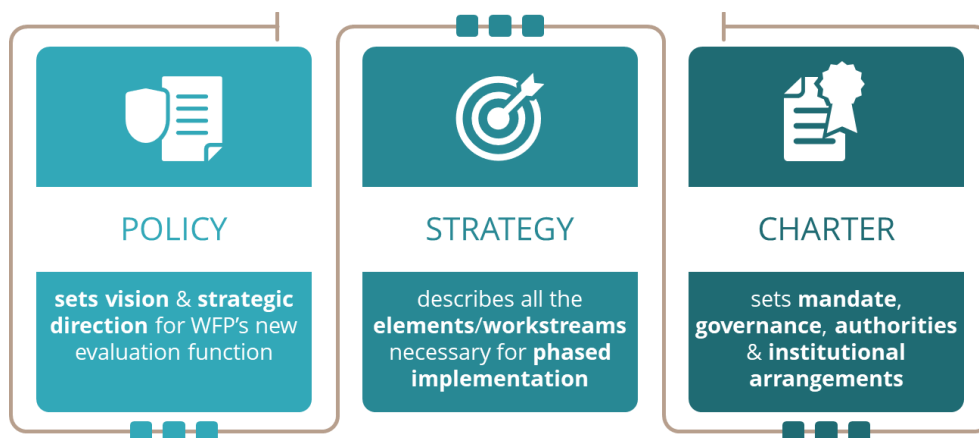 POLICY
sets vision & strategic
direction for WFP's new
evaluation function
STRATEGY
describes all the
elements/workstreams
necessary for phased
implementation
CHARTER
sets mandate,
governance, authorities
& institutional
arrangements